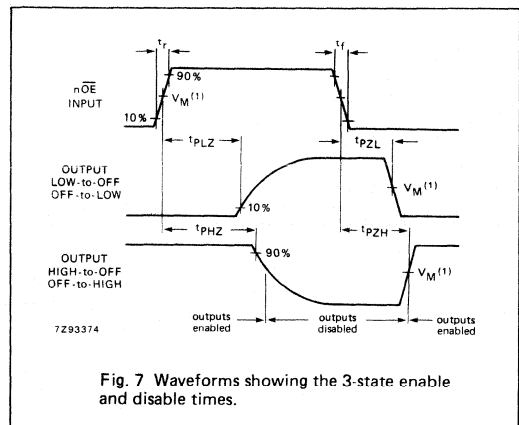 tr
tf
nOE
INPUT
90%
VM(1)
10%
tPLZ
tPZL
OUTPUT
LOW-to-OFF
OFF-to-LOW
VM(1)
10%
tPHZ
tPZH
OUTPUT
HIGH-to-OFF
OFF-to-HIGH
90%
VM(1)
outputs enabled
outputs disabled
outputs enabled
7Z93374
Fig. 7 Waveforms showing the 3-state enable
and disable times.